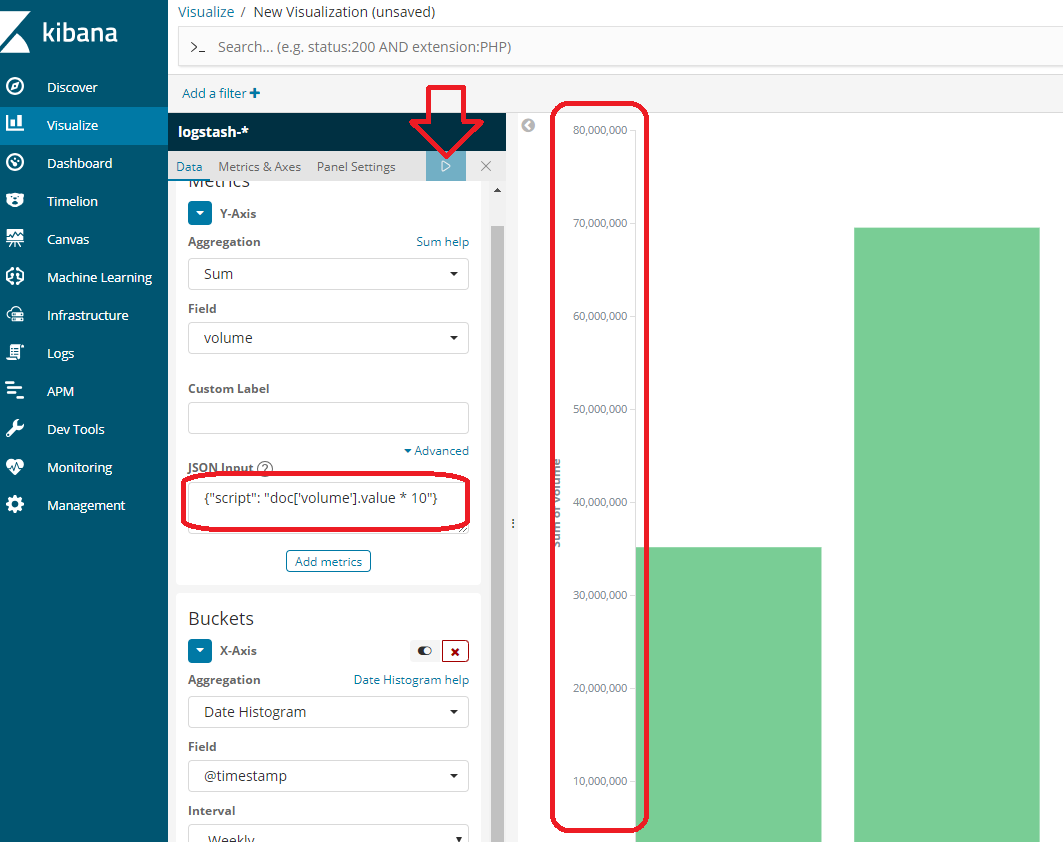 kibana
Discover
Visualize
Dashboard
Timelion
Canvas
Machine Learning
Infrastructure
Logs
APM
Dev Tools
Monitoring
Management
Visualize / New Visualization (unsaved)
>_ Search... (e.g. status:200 AND extension:PHP)
Add a filter +
logstash-*
Data Metrics & Axes Panel Settings
Metrics
Y-Axis
Aggregation Sum help
Sum
Field
volume
Custom Label
Advanced
JSON Input ?
{"script": "doc['volume'].value * 10"}
Add metrics
Buckets
X-Axis
Aggregation Date Histogram help
Date Histogram
Field
@timestamp
Interval
Weekly
80,000,000
70,000,000
60,000,000
50,000,000
40,000,000
30,000,000
20,000,000
10,000,000
Sum of volume